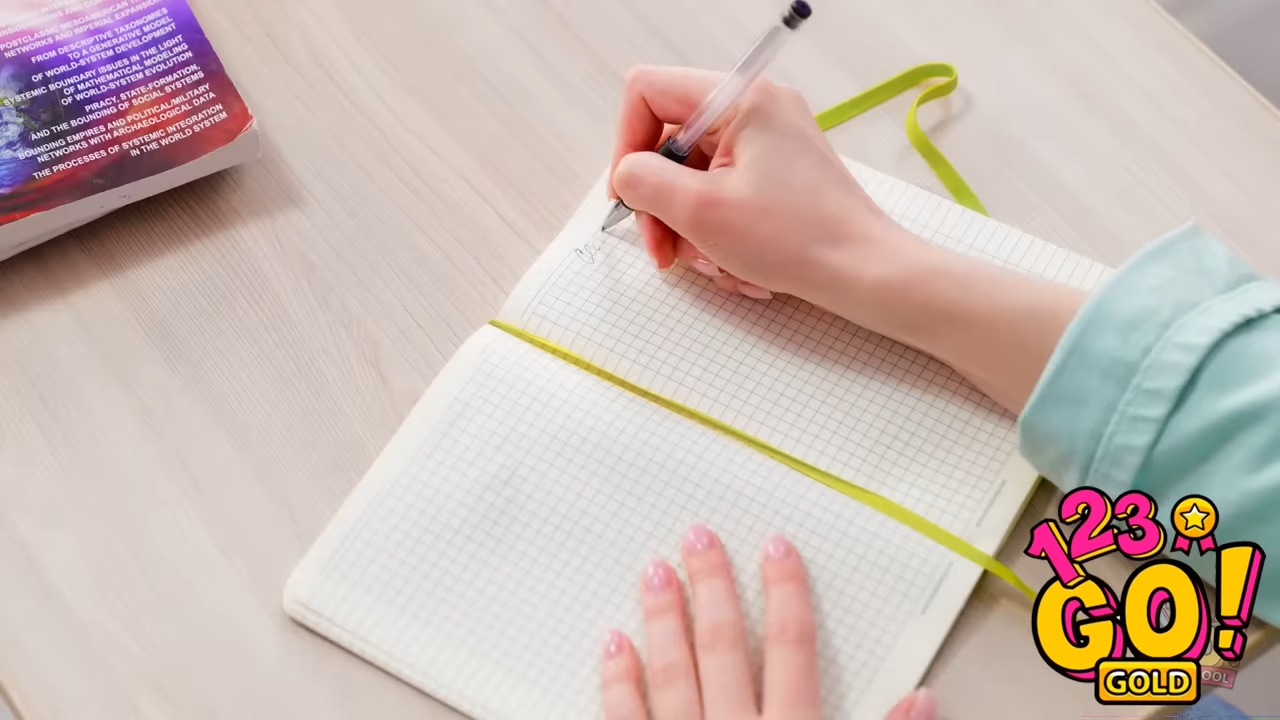 POSTCLASSIC MESOAMERICAN
NETWORKS AND IMPERIAL EXPANSION
FROM DESCRIPTIVE TAXONOMIES
TO A GENERATIVE MODEL
OF WORLD-SYSTEM DEVELOPMENT
SYSTEMIC BOUNDARY ISSUES IN THE LIGHT
OF MATHEMATICAL MODELING
OF WORLD-SYSTEM EVOLUTION
PIRACY, STATE-FORMATION,
AND THE BOUNDING OF SOCIAL SYSTEMS
BOUNDING EMPIRES AND POLITICAL/MILITARY
NETWORKS WITH ARCHAEOLOGICAL DATA
THE PROCESSES OF SYSTEMIC INTEGRATION
IN THE WORLD SYSTEM
123
GO!
GOLD